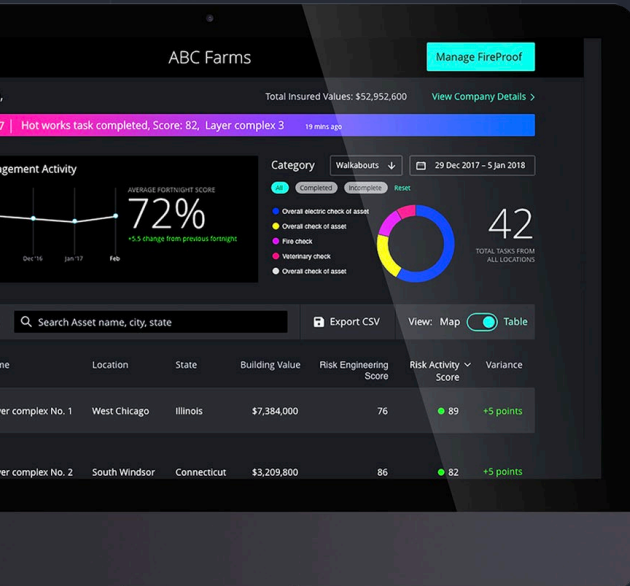 ABC Farms
Manage FireProof
Total Insured Values: $52,952,600
View Company Details >
7 | Hot works task completed, Score: 82, Layer complex 3
19 mins ago
gement Activity
AVERAGE FORTNIGHT SCORE
72%
+5.5 change from previous fortnight
Dec '16
Jan '17
Feb
Category
Walkabouts
29 Dec 2017 – 5 Jan 2018
All
Completed
Incomplete
Reset
Overall electric check of asset
Overall check of asset
Fire check
Veterinary check
Overall check of asset
42
TOTAL TASKS FROM
ALL LOCATIONS
Search Asset name, city, state
Export CSV
View: Map
Table
me Location State Building Value Risk Engineering Score Risk Activity Score Variance
er complex No. 1 West Chicago Illinois $7,384,000 76 89 +5 points
er complex No. 2 South Windsor Connecticut $3,209,800 86 82 +5 points